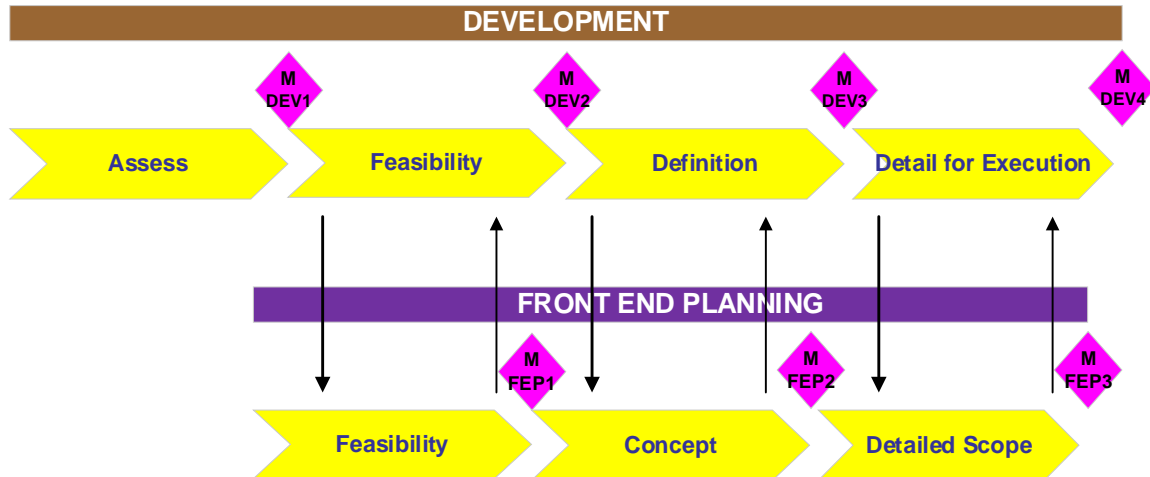 DEVELOPMENT
M
DEV1
M
DEV2
M
DEV3
M
DEV4
Assess
Feasibility
Definition
Detail for Execution
FRONT END PLANNING
M
FEP1
M
FEP2
M
FEP3
Feasibility
Concept
Detailed Scope